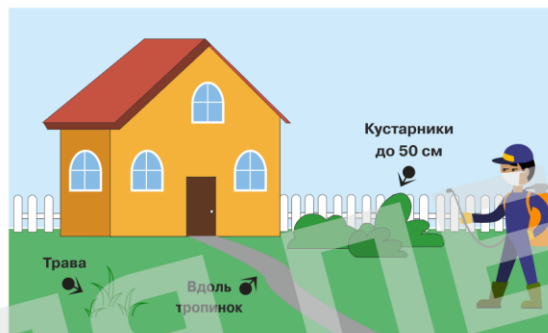 Кустарники
до 50 см
Трава
Вдоль
тропинок